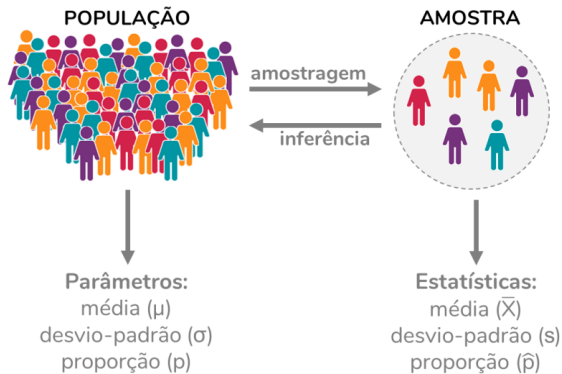 POPULAÇÃO
AMOSTRA
amostragem
inferência
Parâmetros:
média (μ)
desvio-padrão (σ)
proporção (p)
Estatísticas:
média (X̅)
desvio-padrão (s)
proporção (p̂)